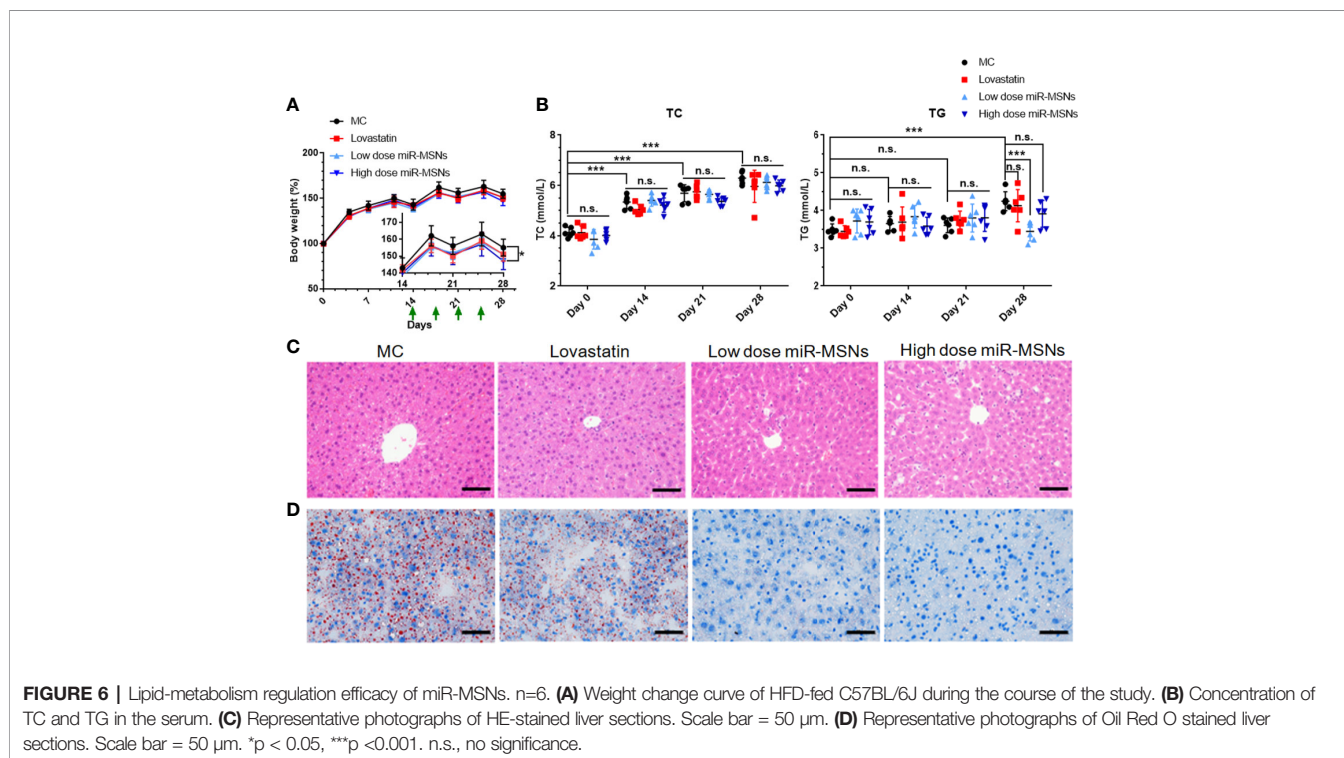 A
MC
Lovastatin
Low dose miR-MSNs
High dose miR-MSNs
Body weight (%)
200
150
100
50
0
7
14
21
28
Days
170
160
150
140
14
21
28
*
B
TC
TC (mmol/L)
8
6
4
2
n.s.
***
n.s.
***
n.s.
***
n.s.
Day 0
Day 14
Day 21
Day 28
MC
Lovastatin
Low dose miR-MSNs
High dose miR-MSNs
TG
TG (mmol/L)
6
5
4
3
2
***
n.s.
n.s.
n.s.
n.s.
n.s.
n.s.
***
n.s.
Day 0
Day 14
Day 21
Day 28
C
MC
Lovastatin
Low dose miR-MSNs
High dose miR-MSNs
D
FIGURE 6 | Lipid-metabolism regulation efficacy of miR-MSNs. n=6. (A) Weight change curve of HFD-fed C57BL/6J during the course of the study. (B) Concentration of
TC and TG in the serum. (C) Representative photographs of HE-stained liver sections. Scale bar = 50 μm. (D) Representative photographs of Oil Red O stained liver
sections. Scale bar = 50 μm. *p < 0.05, ***p <0.001. n.s., no significance.